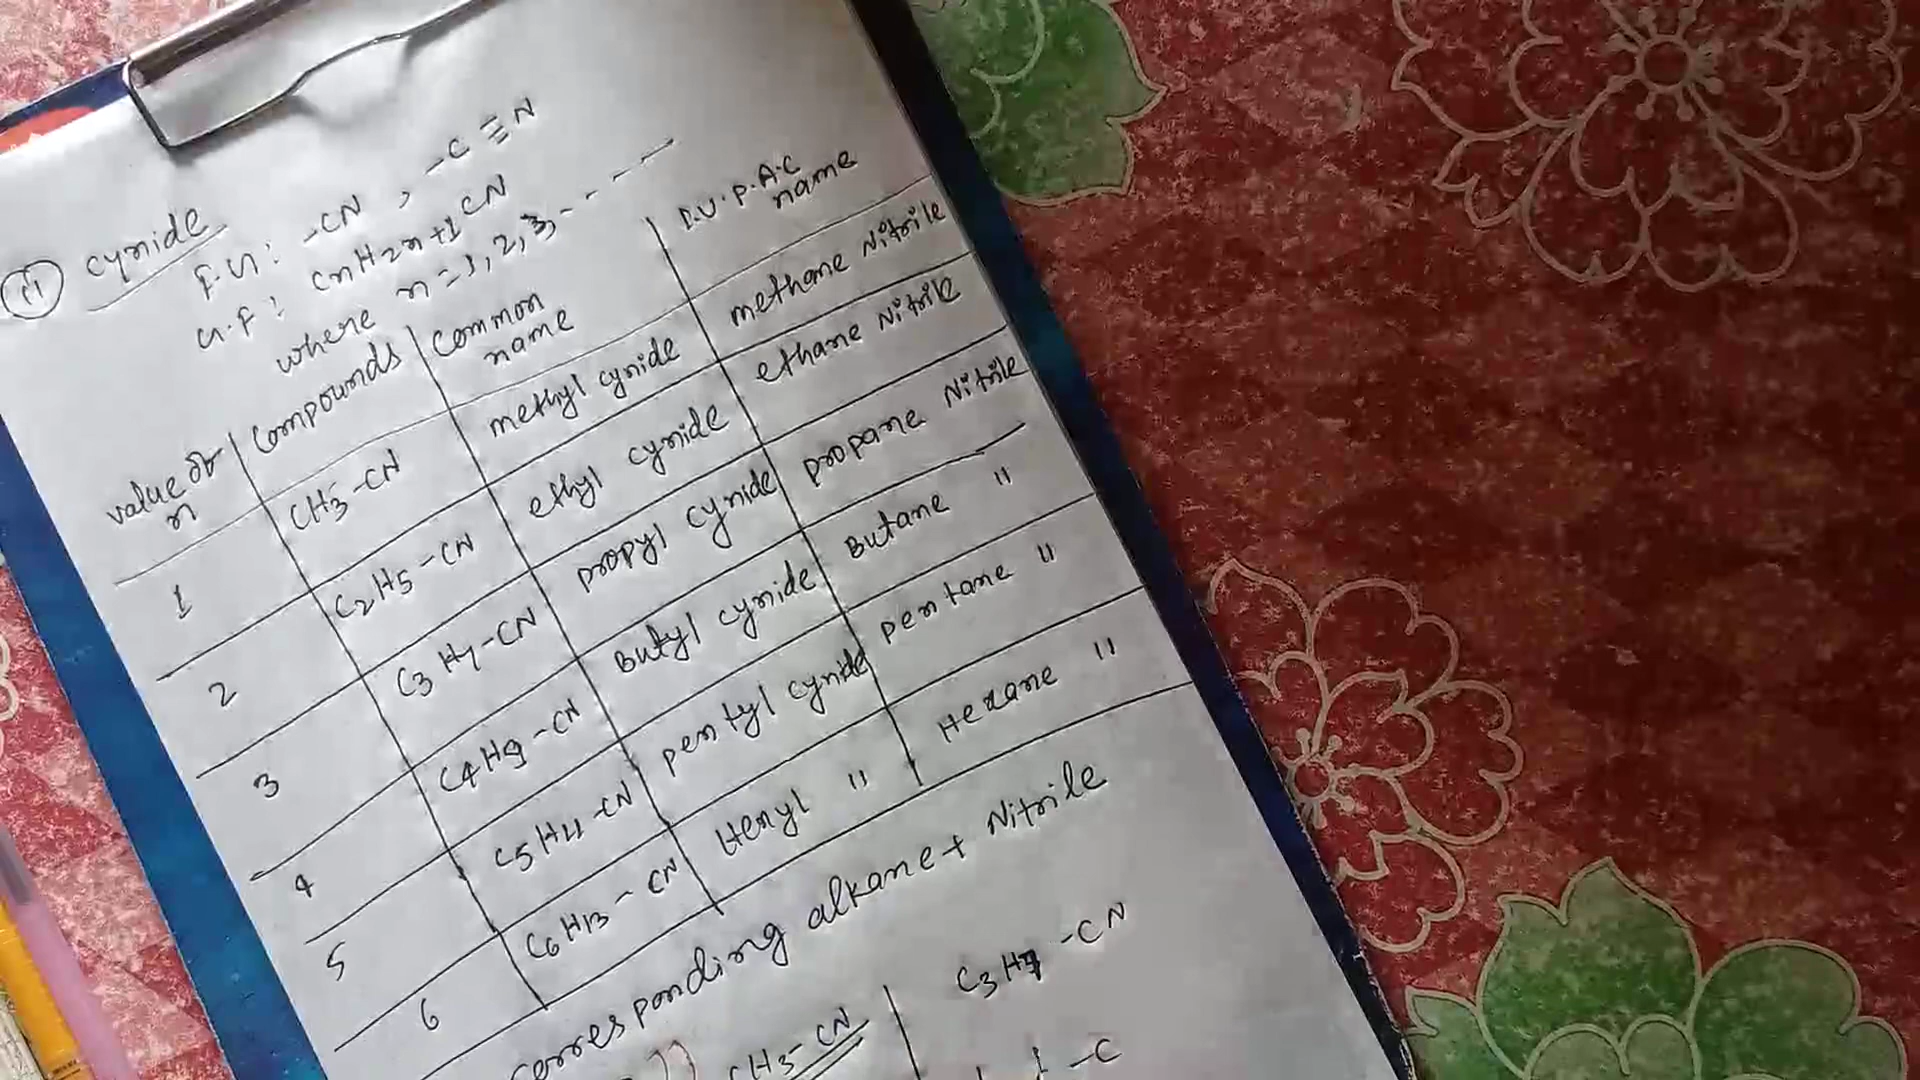 11 cynide
F.G: -CN, -C≡N
G.F: CnH2n+1CN
where n=1,2,3,------
value of n | Compounds | Common name | I.U.P.A.C name
1 | CH3-CN | methyl cynide | methane Nitrile
2 | C2H5-CN | ethyl cynide | ethane Nitrile
3 | C3H7-CN | propyl cynide | propane Nitrile
4 | C4H9-CN | Butyl cynide | Butane "
5 | C5H11-CN | pentyl cynide | pentane "
6 | C6H13-CN | Hexyl " | Hexane "
corresponding alkane + Nitrile
CH3-CN | C3H7-CN
-C